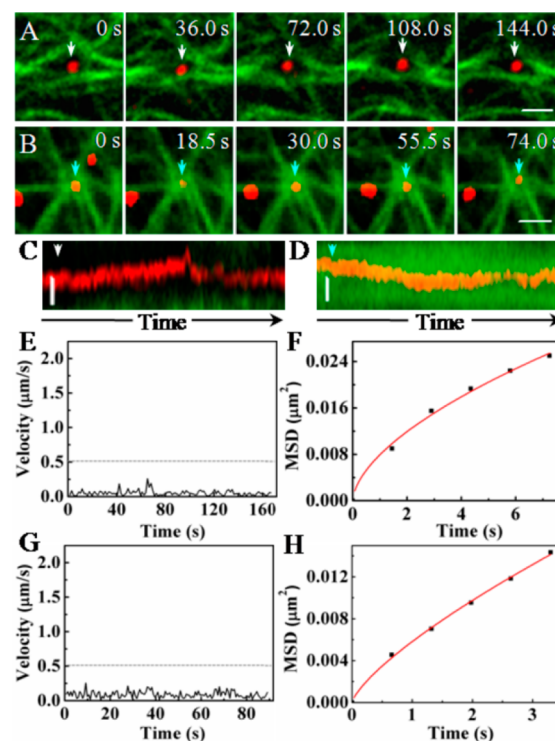 A 0 s 36.0 s 72.0 s 108.0 s 144.0 s
B 0 s 18.5 s 30.0 s 55.5 s 74.0 s
C D
Time Time
E F
Velocity (μm/s)
2.0
1.5
1.0
0.5
0.0
0 40 80 120 160
Time (s)
MSD (μm²)
0.024
0.016
0.008
0.000
0 2 4 6
Time (s)
G H
Velocity (μm/s)
2.0
1.5
1.0
0.5
0.0
0 20 40 60 80
Time (s)
MSD (μm²)
0.012
0.008
0.004
0.000
0 1 2 3
Time (s)